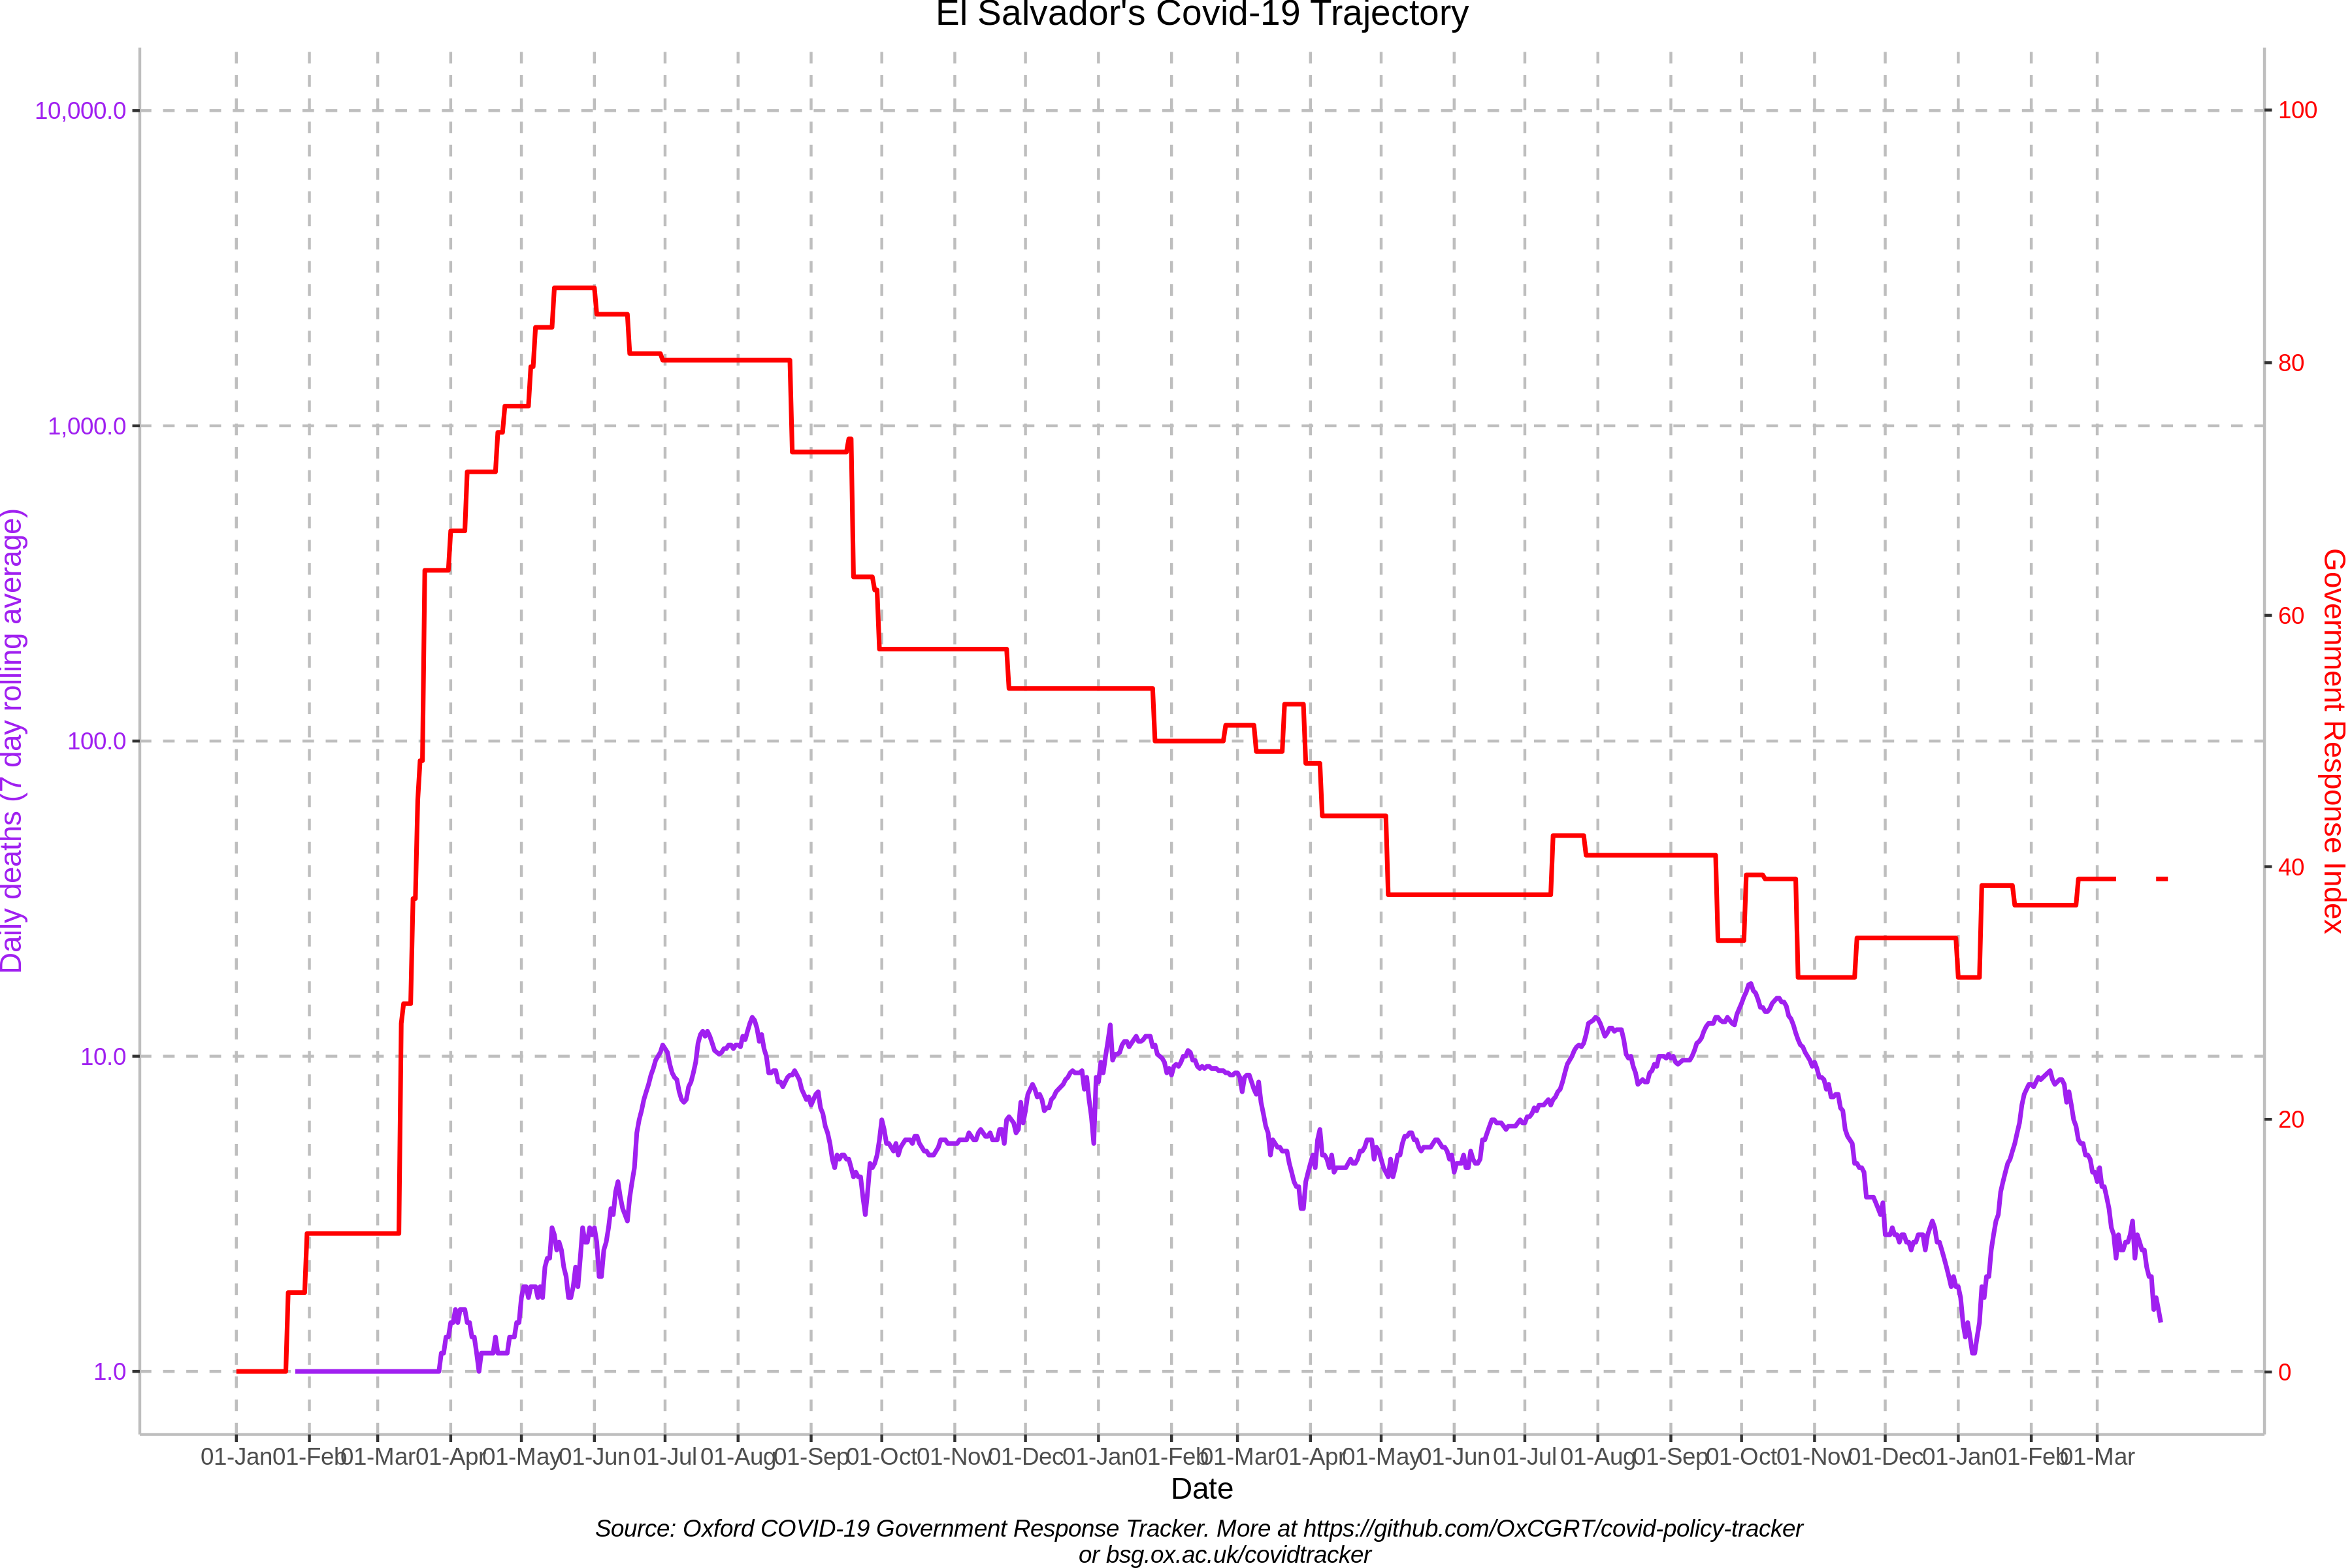 El Salvador's Covid-19 Trajectory
10,000.0
1,000.0
100.0
10.0
1.0
Daily deaths (7 day rolling average)
100
80
60
40
20
0
Government Response Index
01-Jan 01-Feb 01-Mar 01-Apr 01-May 01-Jun 01-Jul 01-Aug 01-Sep 01-Oct 01-Nov 01-Dec 01-Jan 01-Feb 01-Mar 01-Apr 01-May 01-Jun 01-Jul 01-Aug 01-Sep 01-Oct 01-Nov 01-Dec 01-Jan 01-Feb 01-Mar
Date
Source: Oxford COVID-19 Government Response Tracker. More at https://github.com/OxCGRT/covid-policy-tracker
or bsg.ox.ac.uk/covidtracker